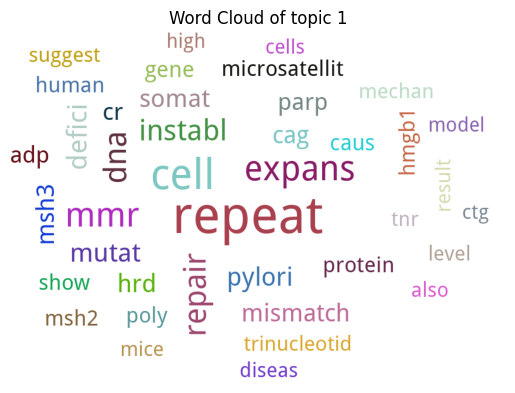 Word Cloud of topic 1
high
suggest
cells
gene
microsatellit
human
mechan
somat
parp
cr
defici
dna
instabl
cag
caus
hmgb1
model
adp
cell
expans
result
msh3
mmr
repeat
tnr
ctg
mutat
repair
pylori
protein
level
show
hrd
also
msh2
poly
mismatch
mice
trinucleotid
diseas